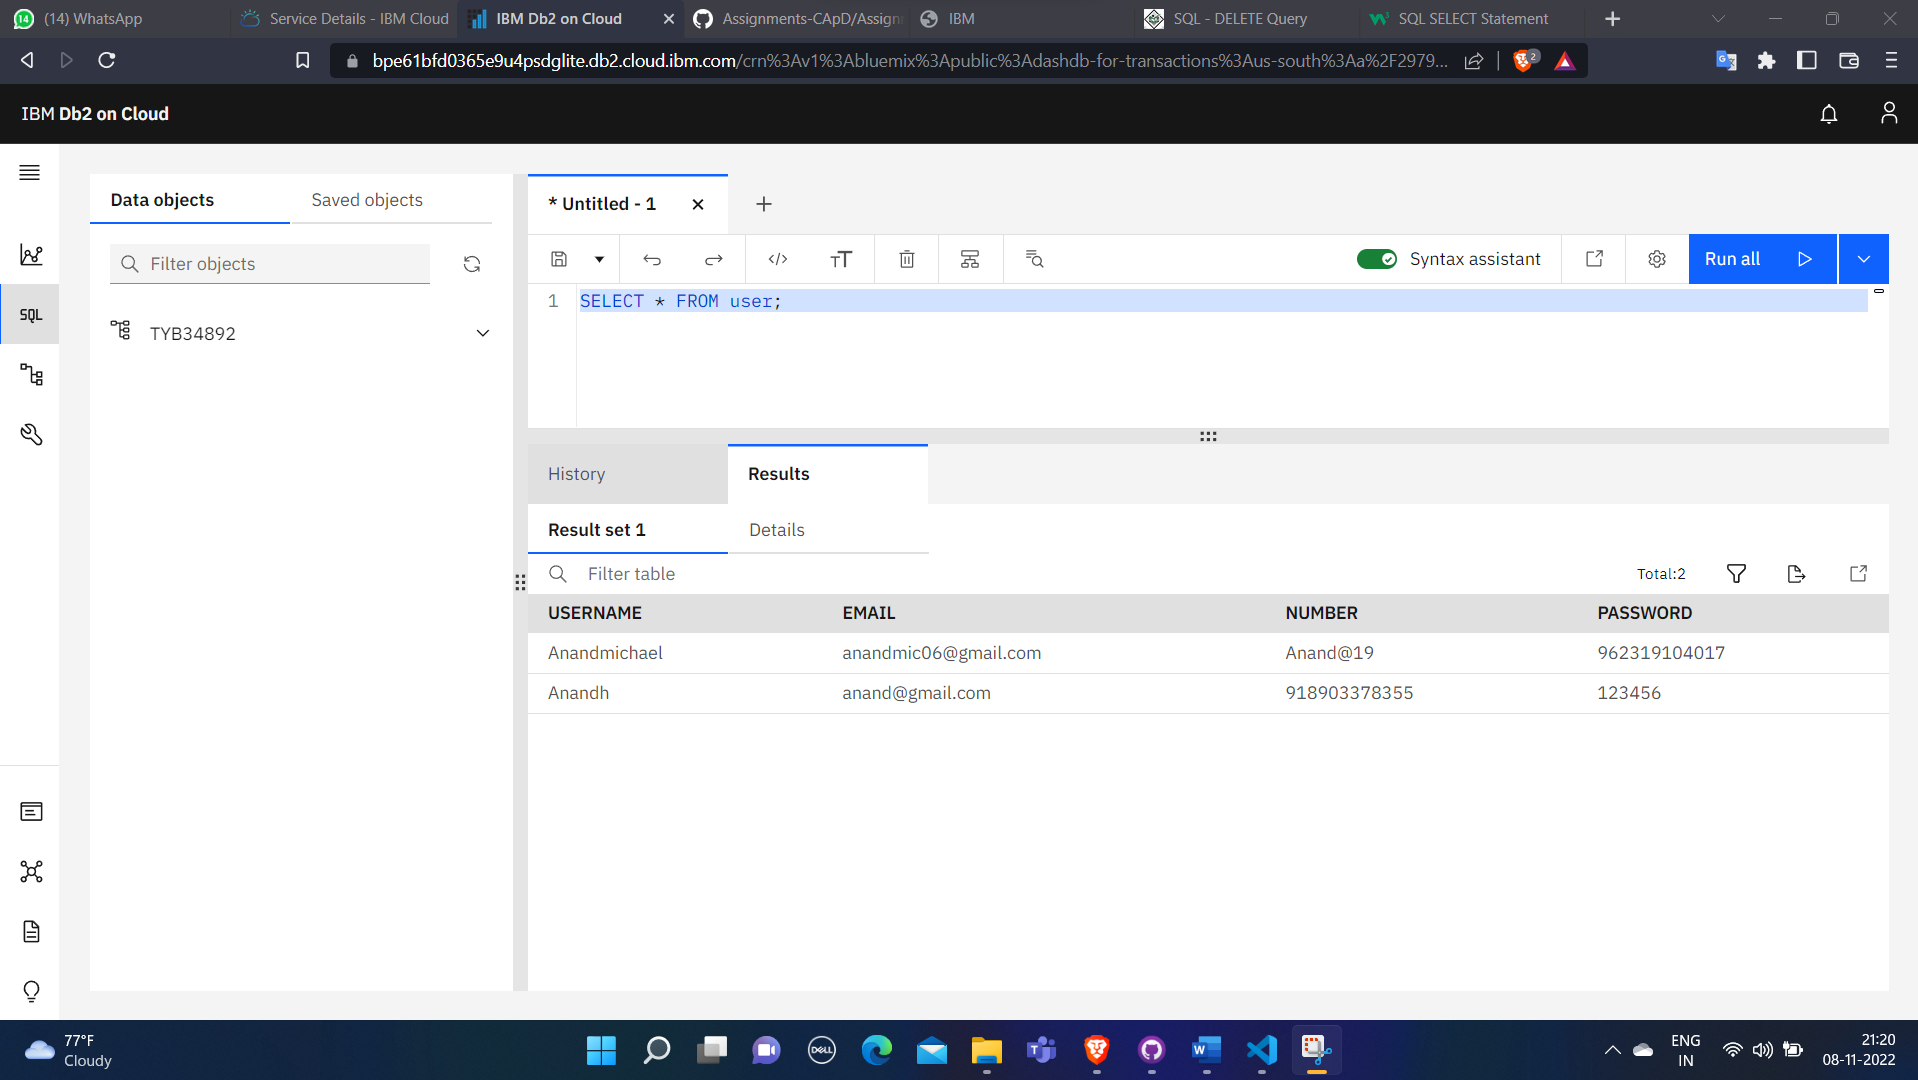 (14) WhatsApp
Service Details - IBM Cloud
IBM Db2 on Cloud
Assignments-CApD/Assign
IBM
SQL - DELETE Query
SQL SELECT Statement
bpe61bfd0365e9u4psdglite.db2.cloud.ibm.com/crn%3Av1%3Abluemix%3Apublic%3Adashdb-for-transactions%3Aus-south%3Aa%2F2979...
2
IBM Db2 on Cloud
Data objects
Saved objects
Filter objects
SQL
TYB34892
* Untitled - 1
Syntax assistant
Run all
1 SELECT * FROM user;
History
Results
Result set 1
Details
Filter table
Total:2
USERNAME EMAIL NUMBER PASSWORD
Anandmichael anandmic06@gmail.com Anand@19 962319104017
Anandh anand@gmail.com 918903378355 123456
77°F
Cloudy
DELL
ENG
IN
21:20
08-11-2022